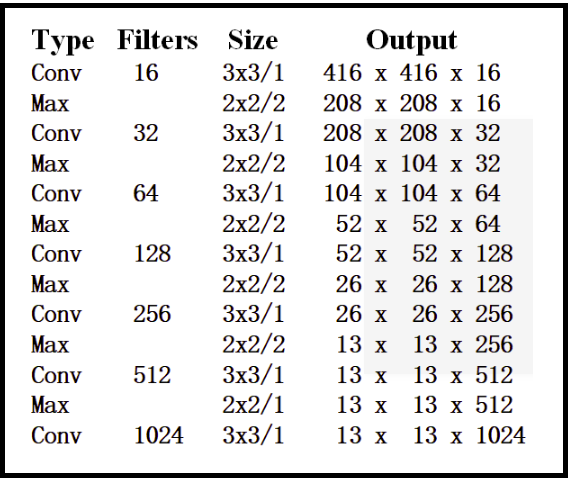 Type Filters Size Output
Conv 16 3x3/1 416 x 416 x 16
Max 2x2/2 208 x 208 x 16
Conv 32 3x3/1 208 x 208 x 32
Max 2x2/2 104 x 104 x 32
Conv 64 3x3/1 104 x 104 x 64
Max 2x2/2 52 x 52 x 64
Conv 128 3x3/1 52 x 52 x 128
Max 2x2/2 26 x 26 x 128
Conv 256 3x3/1 26 x 26 x 256
Max 2x2/2 13 x 13 x 256
Conv 512 3x3/1 13 x 13 x 512
Max 2x2/1 13 x 13 x 512
Conv 1024 3x3/1 13 x 13 x 1024